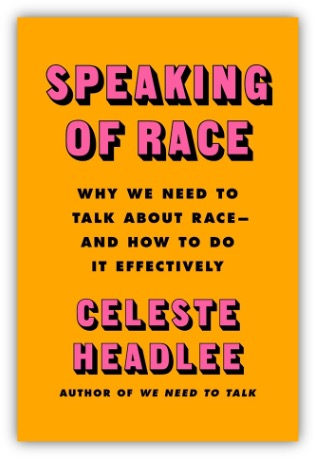 SPEAKING
OF RACE
WHY WE NEED TO
TALK ABOUT RACE—
AND HOW TO DO
IT EFFECTIVELY
CELESTE
HEADLEE
AUTHOR OF WE NEED TO TALK